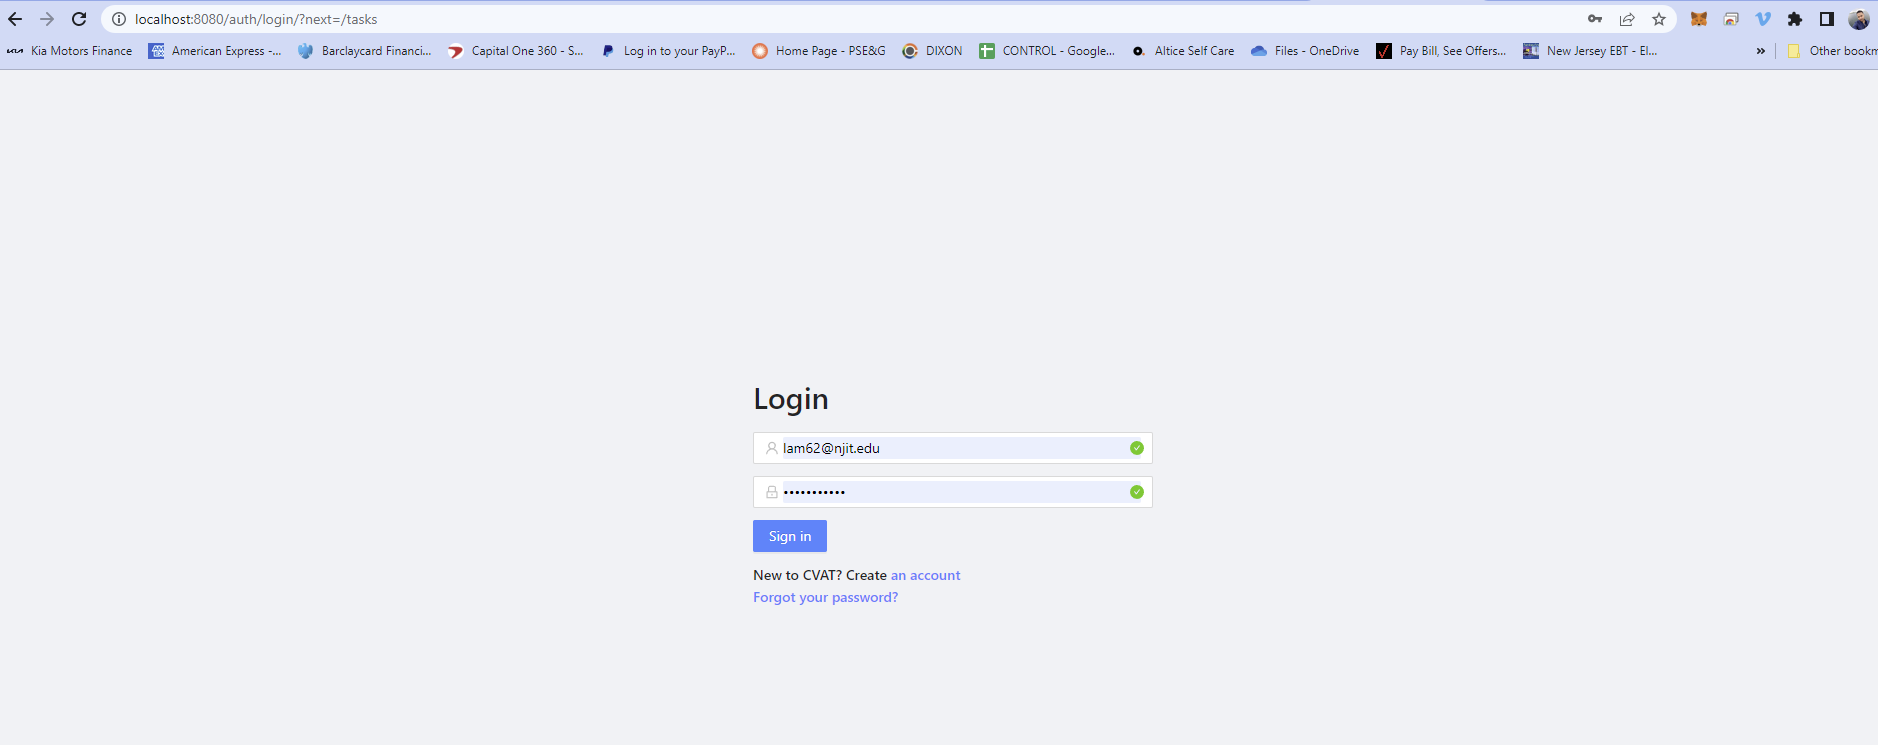 localhost:8080/auth/login/?next=/tasks
Kia Motors Finance American Express -... Barclaycard Financi... Capital One 360 - S... Log in to your PayP... Home Page - PSE&G DIXON CONTROL - Google... Altice Self Care Files - OneDrive Pay Bill, See Offers... New Jersey EBT - El... » Other bookm
Login
lam62@njit.edu
•••••••••••
Sign in
New to CVAT? Create an account
Forgot your password?